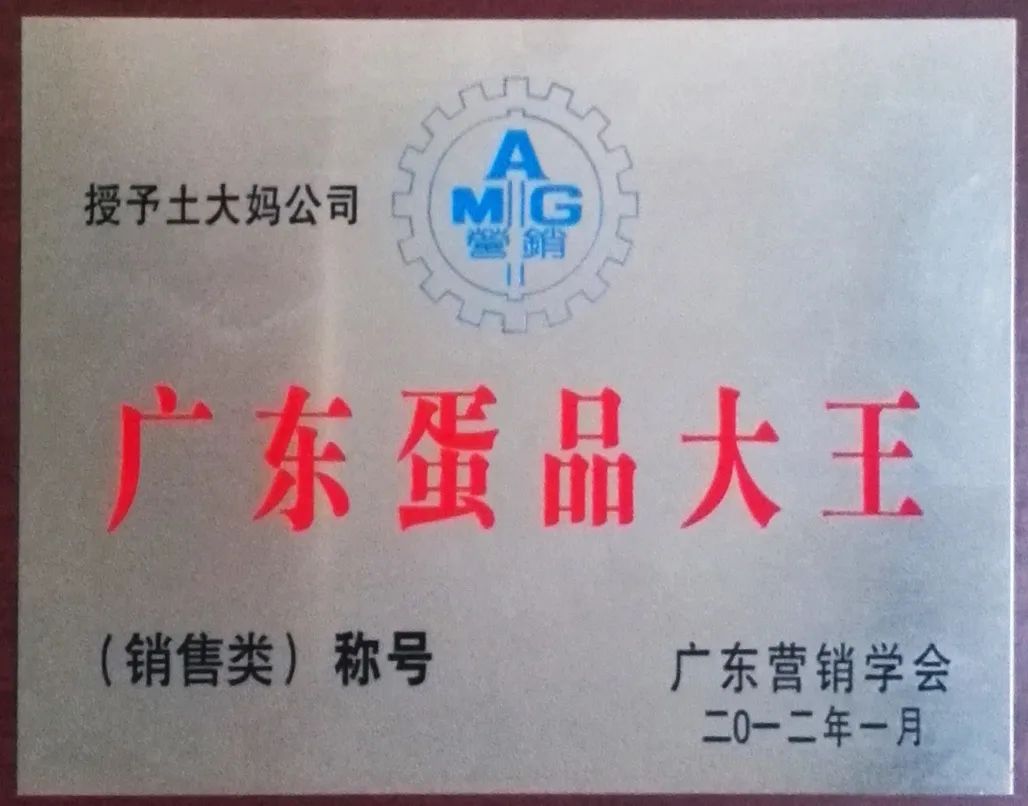 A
MG
營銷
授予土大妈公司
广东蛋品大王
（销售类）称号
广东营销学会
二0一二年一月